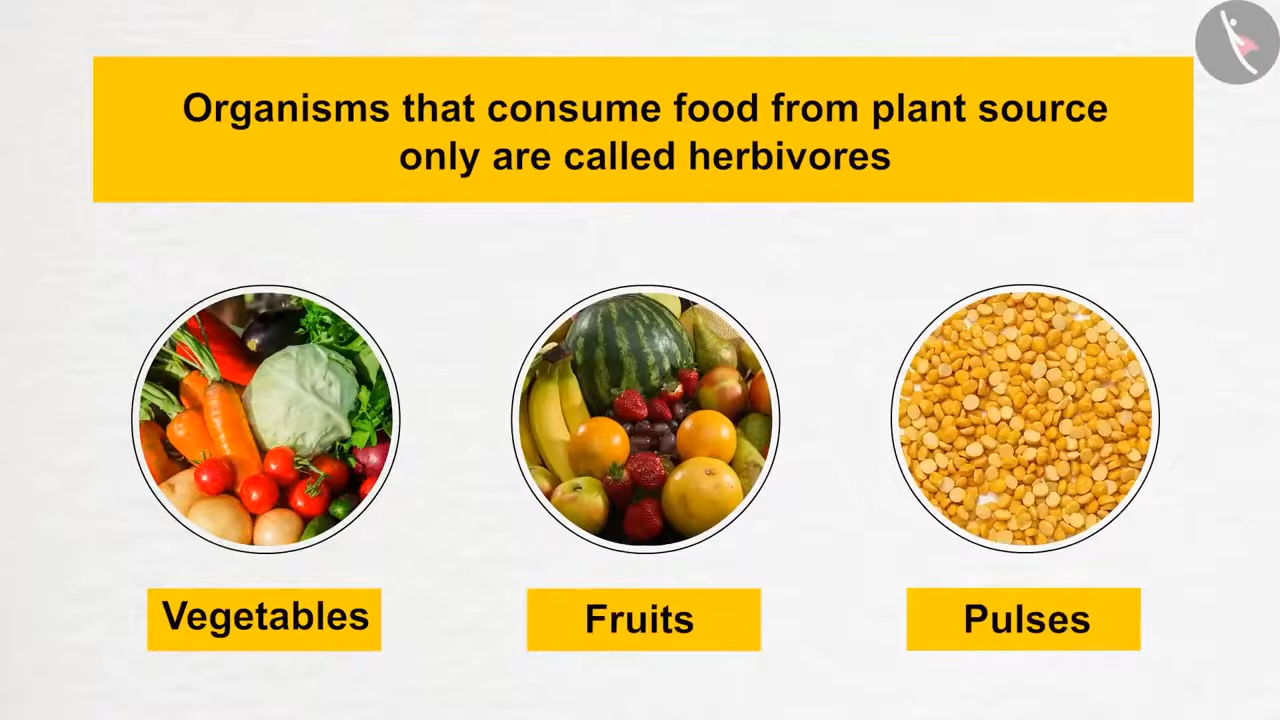 Organisms that consume food from plant source
only are called herbivores
Vegetables
Fruits
Pulses